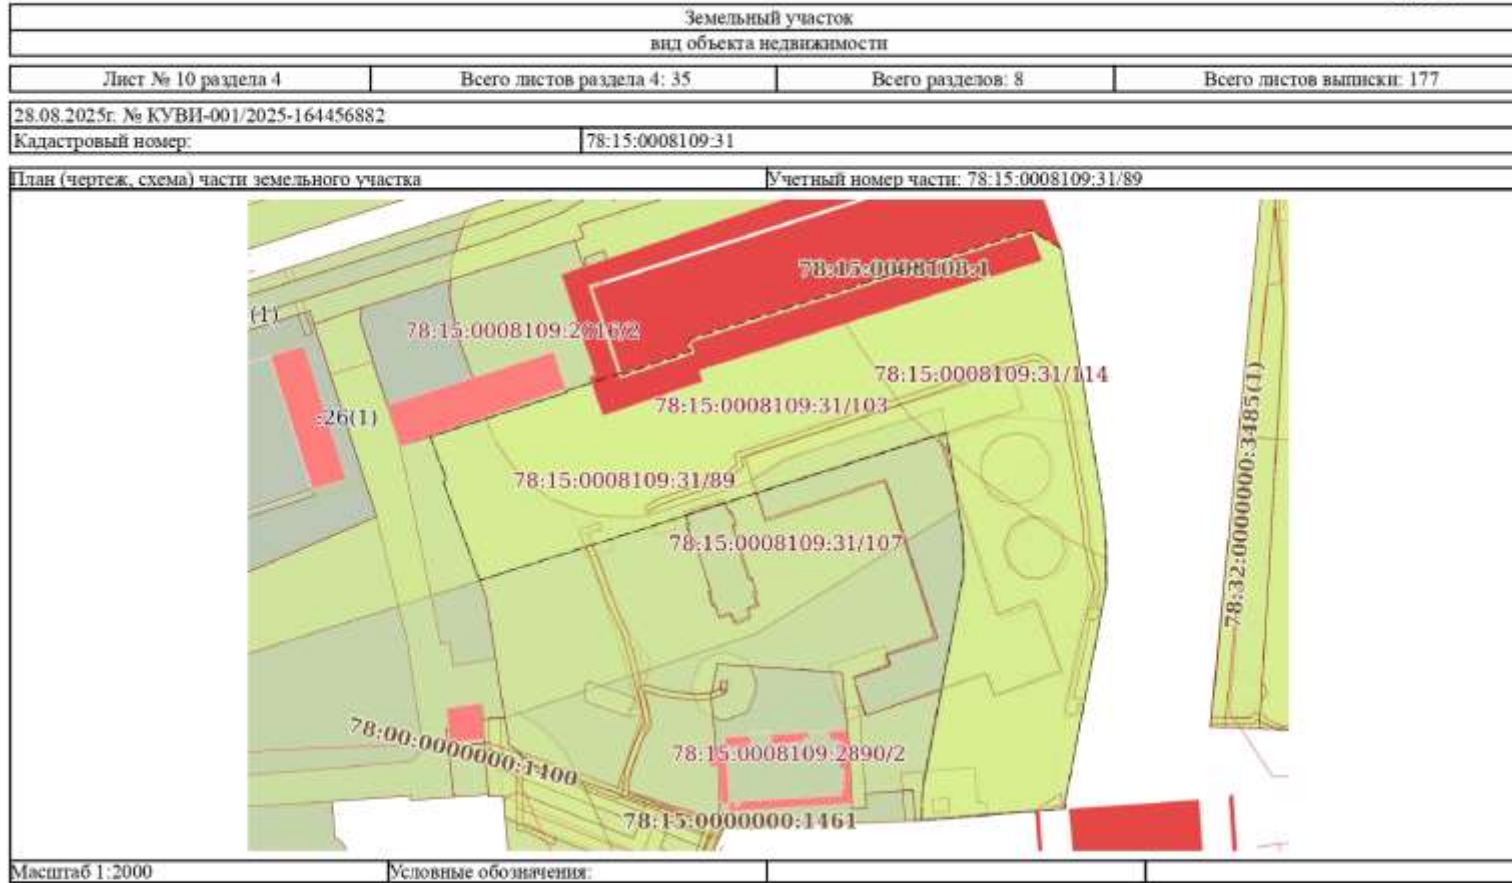 Земельный участок
вид объекта недвижимости
Лист № 10 раздела 4 Всего листов раздела 4: 35 Всего разделов: 8 Всего листов выписки: 177
28.08.2025г. № КУВИ-001/2025-164456882
Кадастровый номер: 78:15:0008109:31
План (чертеж, схема) части земельного участка Учетный номер части: 78:15:0008109:31/89
78:15:0008108:1
(1)
78:15:0008109:2616/2
78:15:0008109:31/114
78:15:0008109:31/103
:26(1)
78:15:0008109:31/89
78:32:0000000:3485(1)
78:15:0008109:31/107
78:00:0000000:1400
78:15:0008109:2890/2
78:15:0000000:1461
Масштаб 1:2000 Условные обозначения: